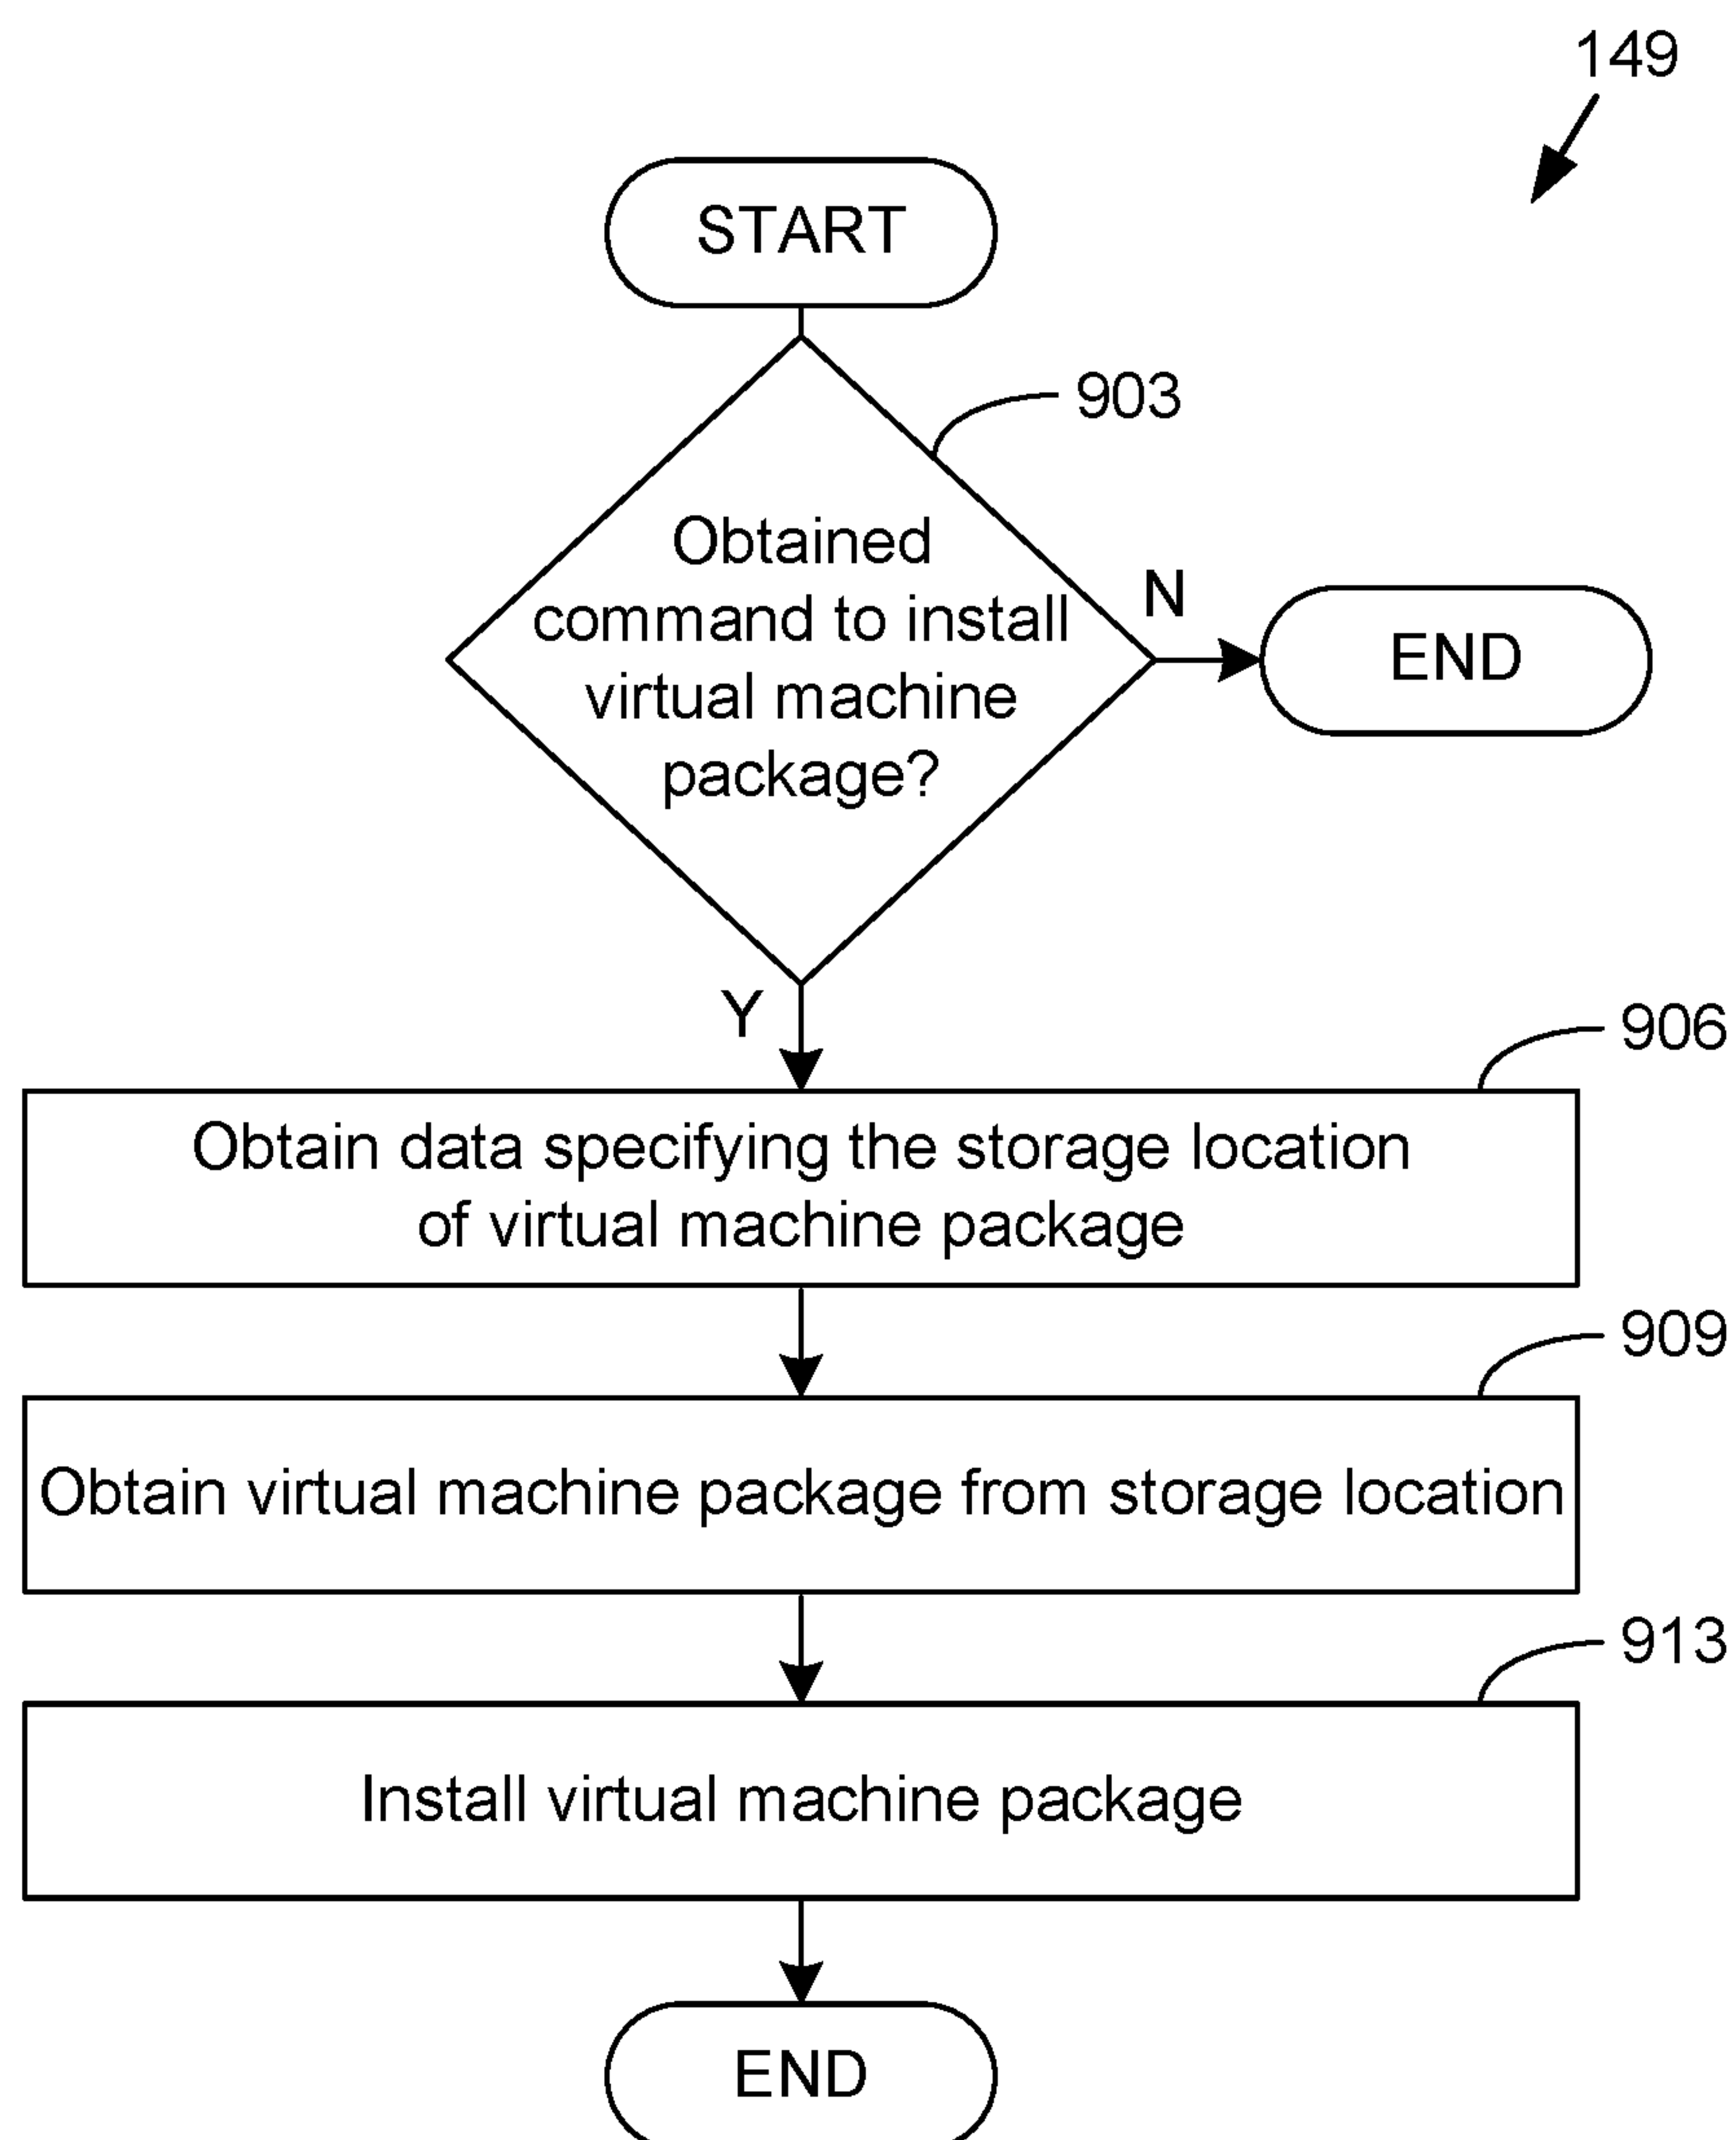 149
START
903
Obtained
command to install
virtual machine
package?
N
END
Y
906
Obtain data specifying the storage location
of virtual machine package
909
Obtain virtual machine package from storage location
913
Install virtual machine package
END